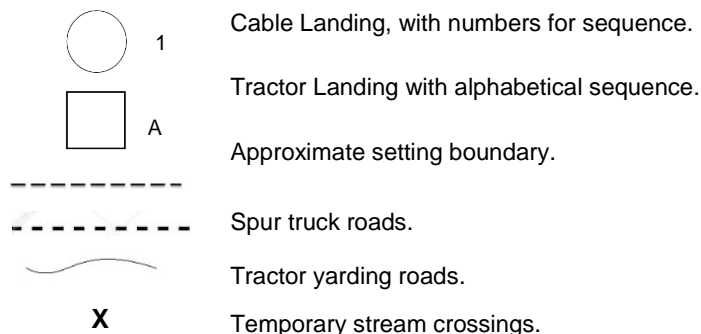 Cable Landing, with numbers for sequence.
1
Tractor Landing with alphabetical sequence.
A
Approximate setting boundary.
Spur truck roads.
Tractor yarding roads.
X
Temporary stream crossings.